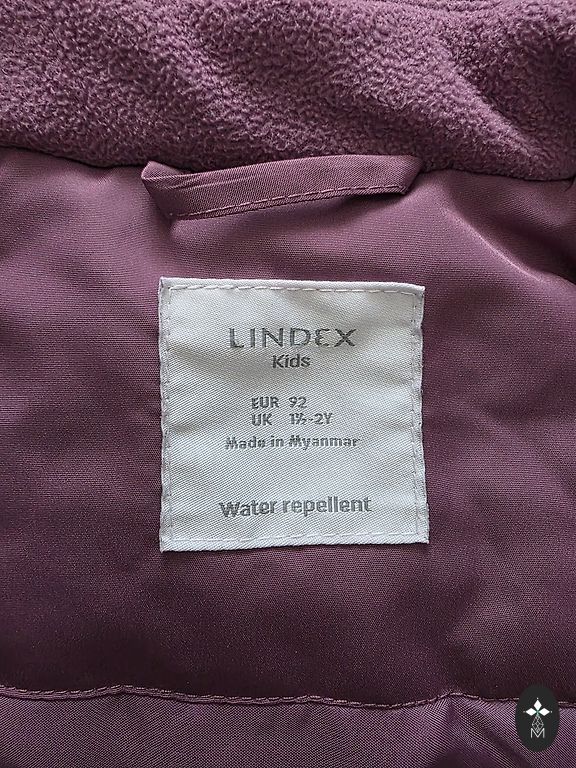 LINDEX
Kids
EUR 92
UK 1½-2Y
Made in Myanmar
Water repellent
M